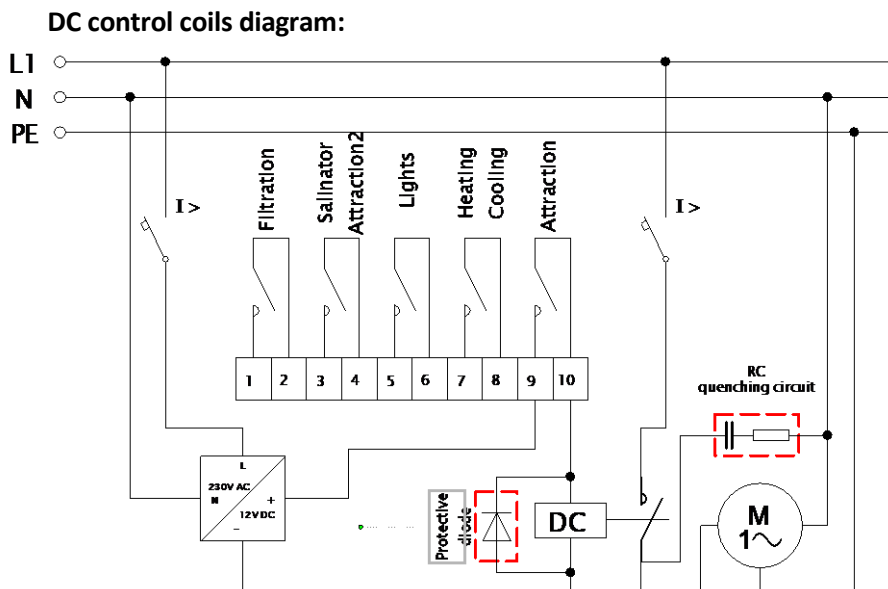 DC control coils diagram:
L1
N
PE
I >
I >
Filtration
Salinator
Attraction2
Lights
Heating
Cooling
Attraction
1 2 3 4 5 6 7 8 9 10
RC
quenching circuit
L
230V AC
N
+
12V DC
−
Protective
diode
DC
M
1~